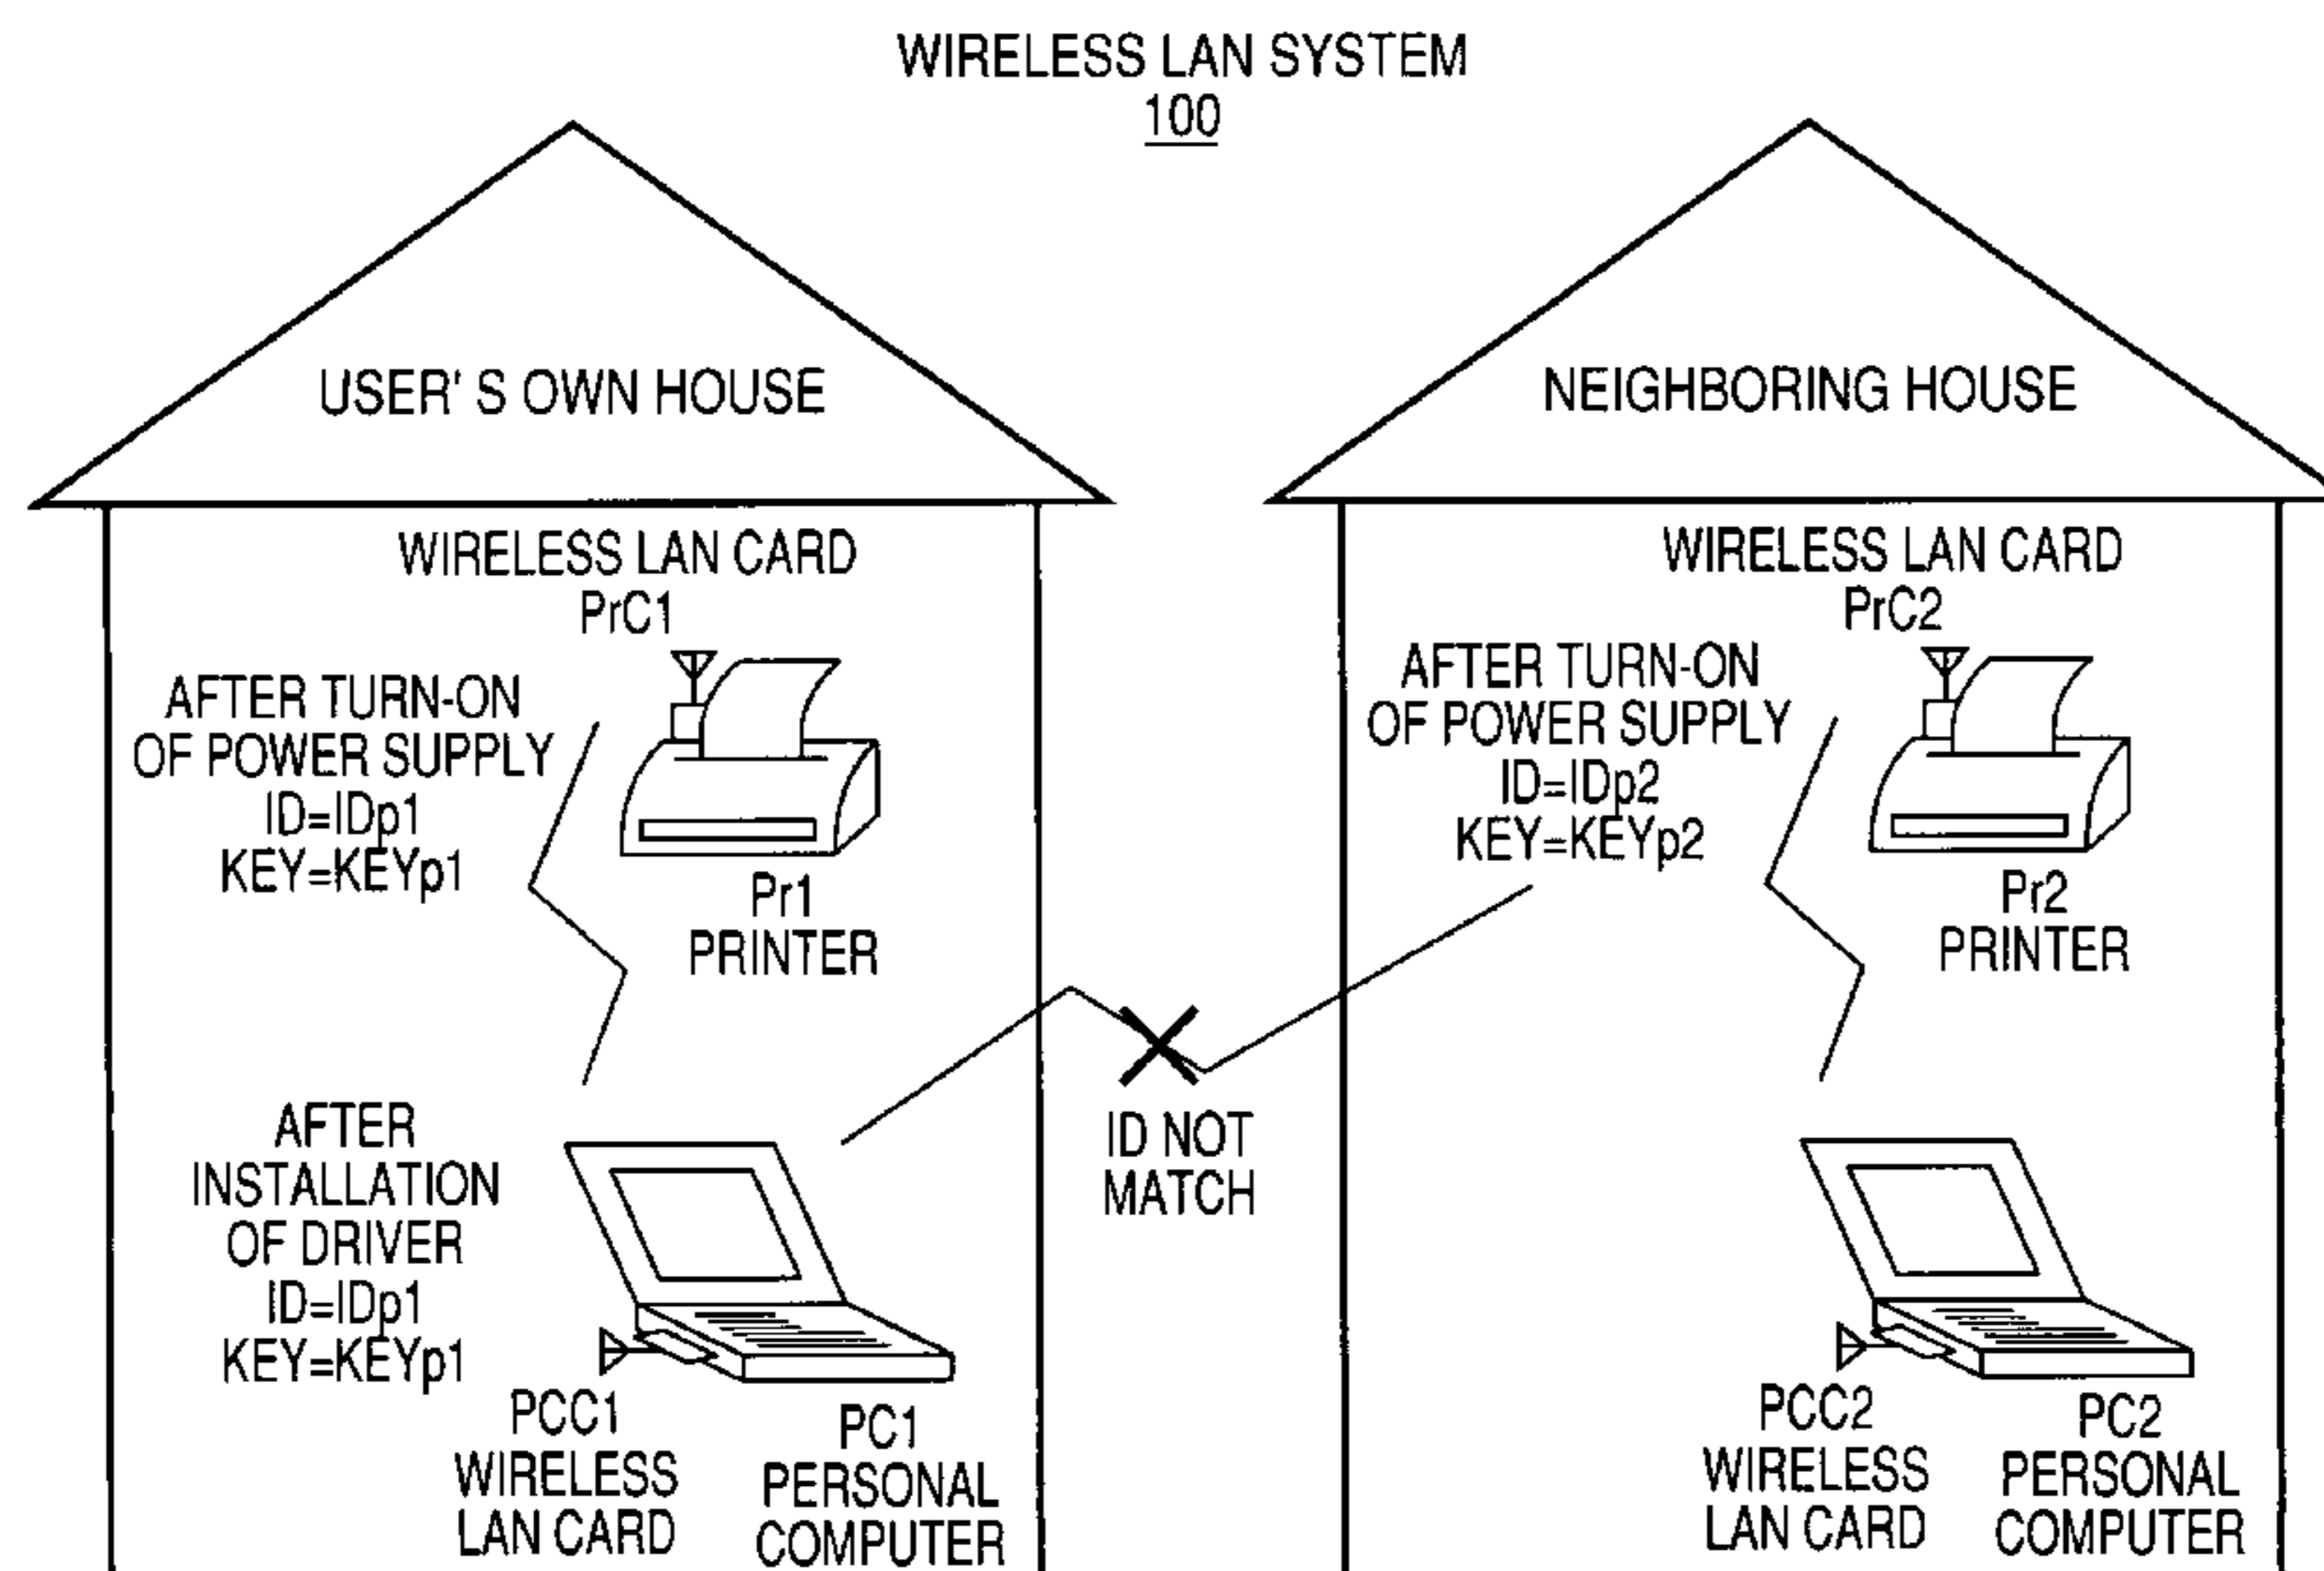 WIRELESS LAN SYSTEM
100
USER' S OWN HOUSE
WIRELESS LAN CARD
PrC1
AFTER TURN-ON
OF POWER SUPPLY
ID=IDp1
KEY=KEYp1
Pr1
PRINTER
AFTER
INSTALLATION
OF DRIVER
ID=IDp1
KEY=KEYp1
PCC1
WIRELESS
LAN CARD
PC1
PERSONAL
COMPUTER
ID NOT
MATCH
NEIGHBORING HOUSE
WIRELESS LAN CARD
PrC2
AFTER TURN-ON
OF POWER SUPPLY
ID=IDp2
KEY=KEYp2
Pr2
PRINTER
PCC2
WIRELESS
LAN CARD
PC2
PERSONAL
COMPUTER